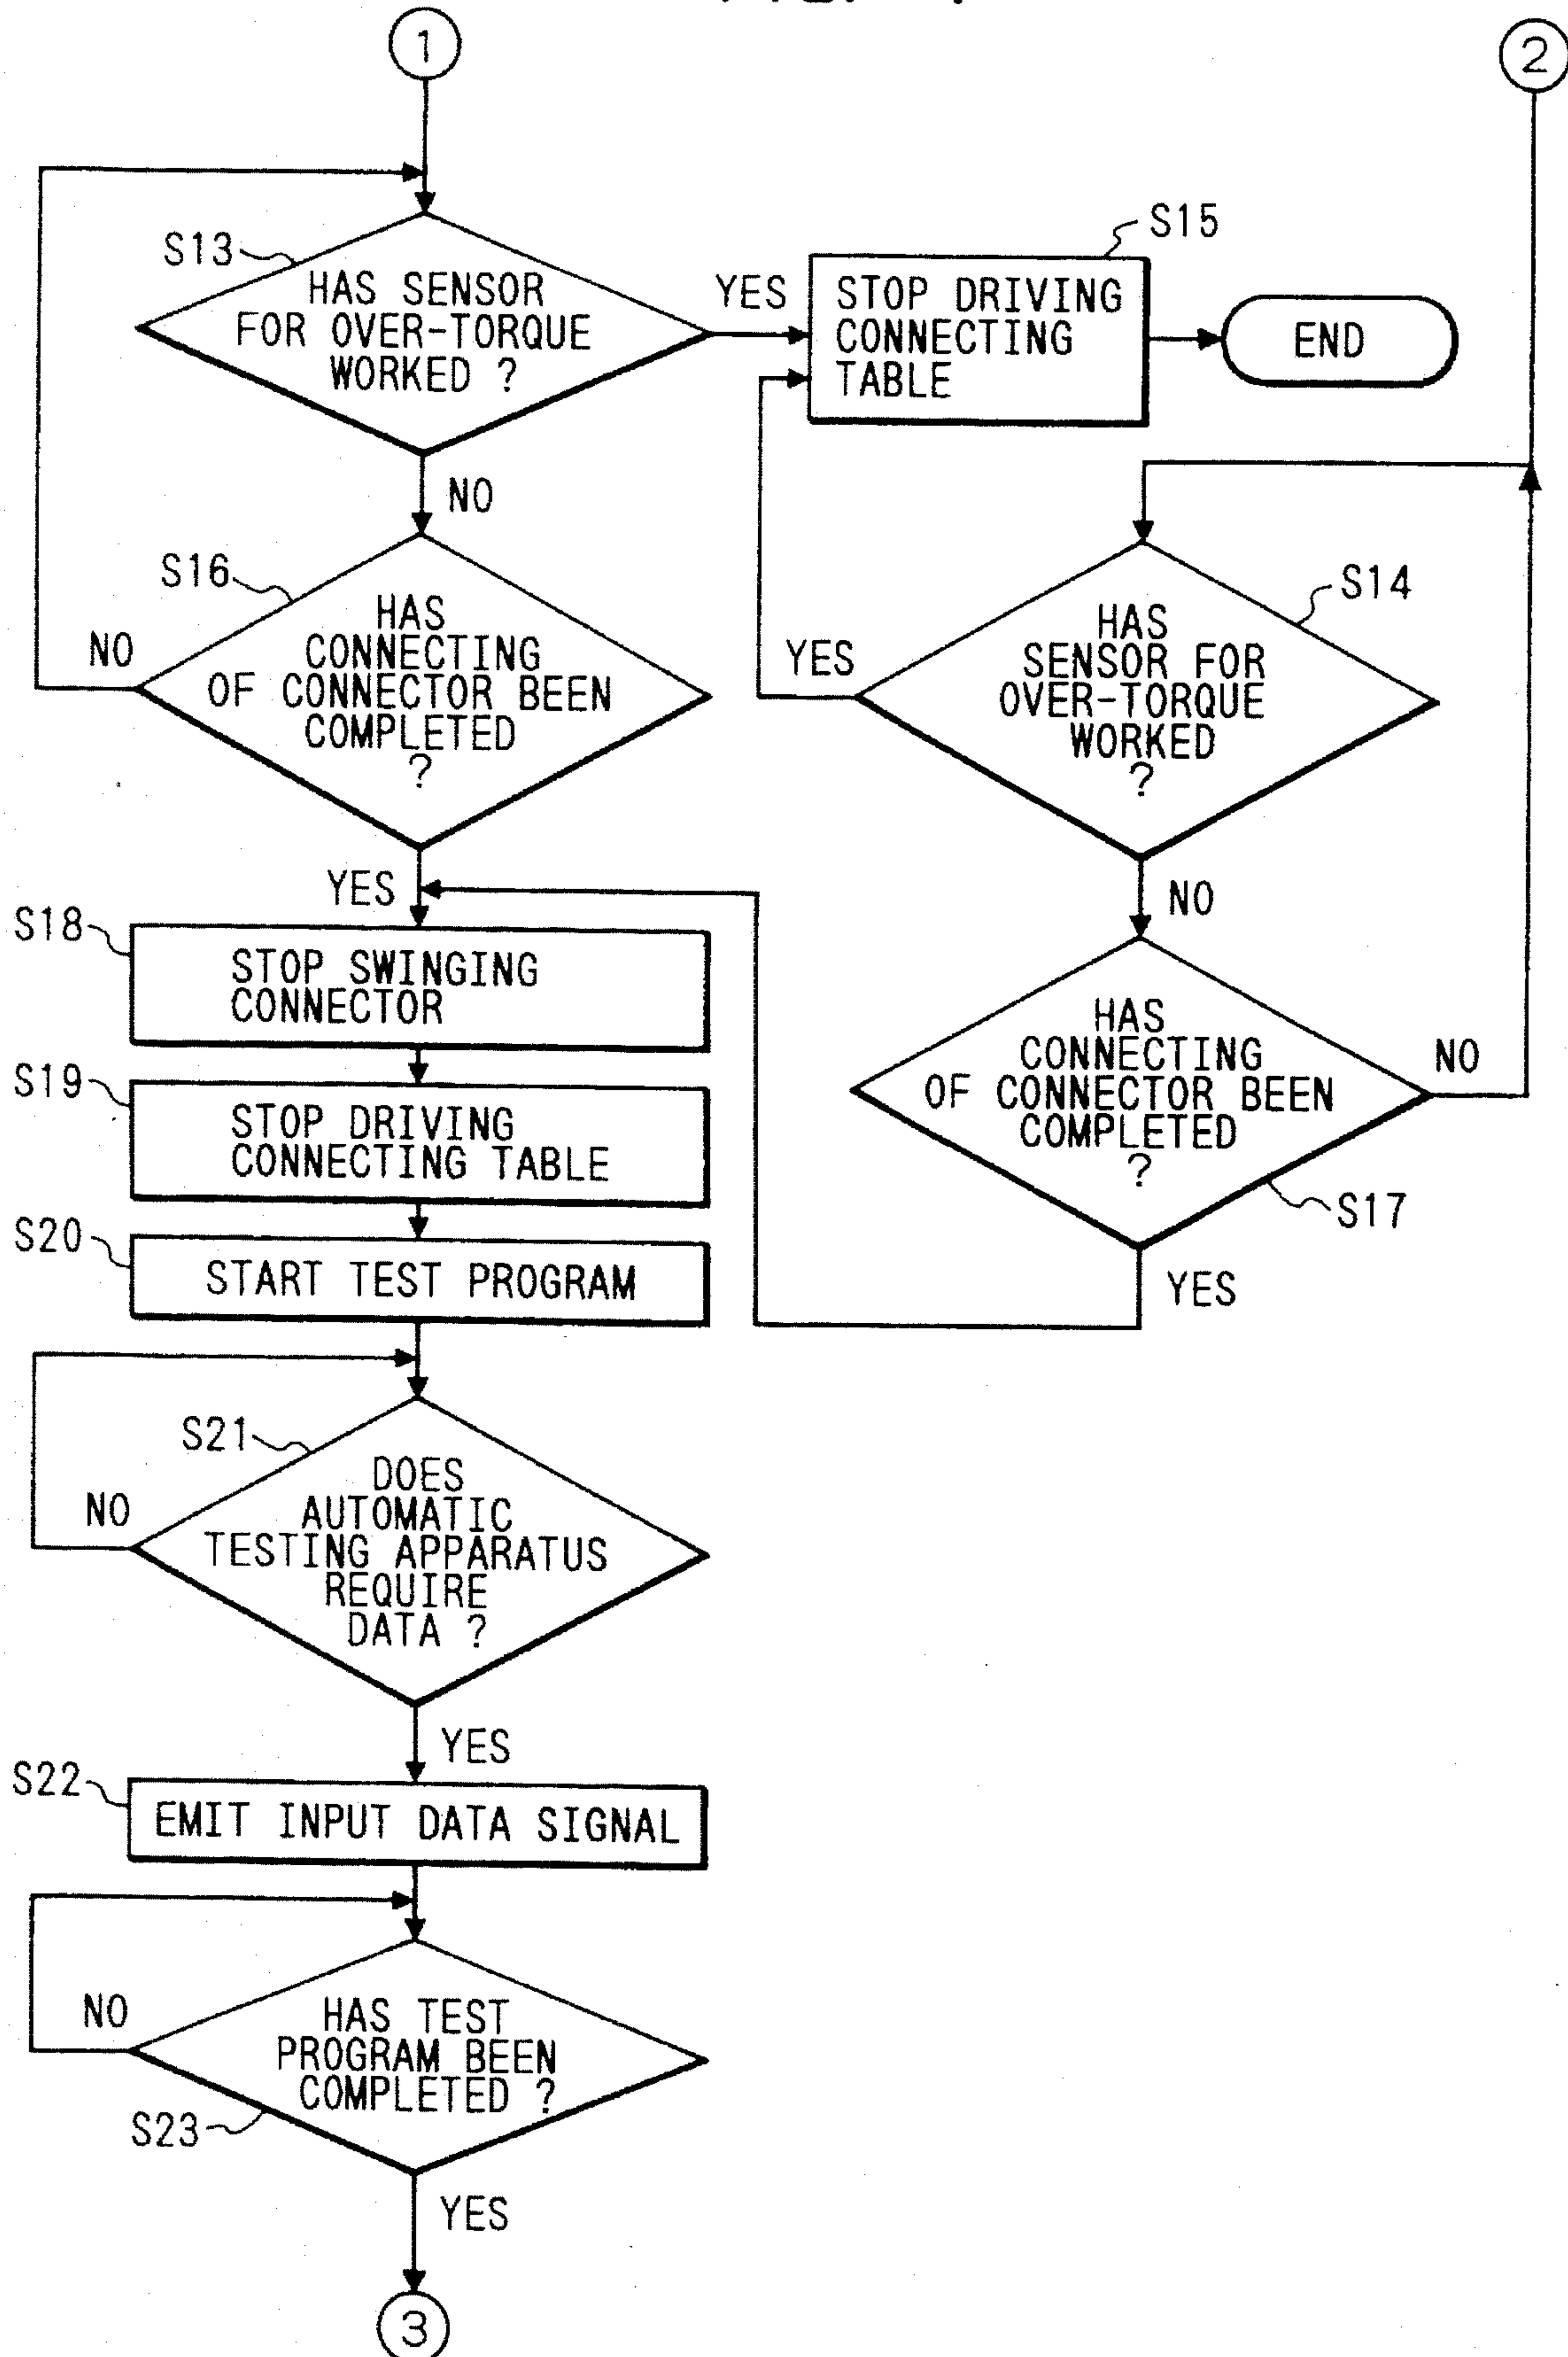 1
2
S13
HAS SENSOR
FOR OVER-TORQUE
WORKED ?
YES
S15
STOP DRIVING
CONNECTING
TABLE
END
NO
S16
HAS
CONNECTING
OF CONNECTOR BEEN
COMPLETED
?
NO
YES
S14
HAS
SENSOR FOR
OVER-TORQUE
WORKED
?
YES
NO
S18
STOP SWINGING
CONNECTOR
S17
HAS
CONNECTING
OF CONNECTOR BEEN
COMPLETED
?
NO
YES
S19
STOP DRIVING
CONNECTING TABLE
S20
START TEST PROGRAM
S21
DOES
AUTOMATIC
TESTING APPARATUS
REQUIRE
DATA ?
NO
YES
S22
EMIT INPUT DATA SIGNAL
HAS TEST
PROGRAM BEEN
COMPLETED ?
NO
S23
YES
3